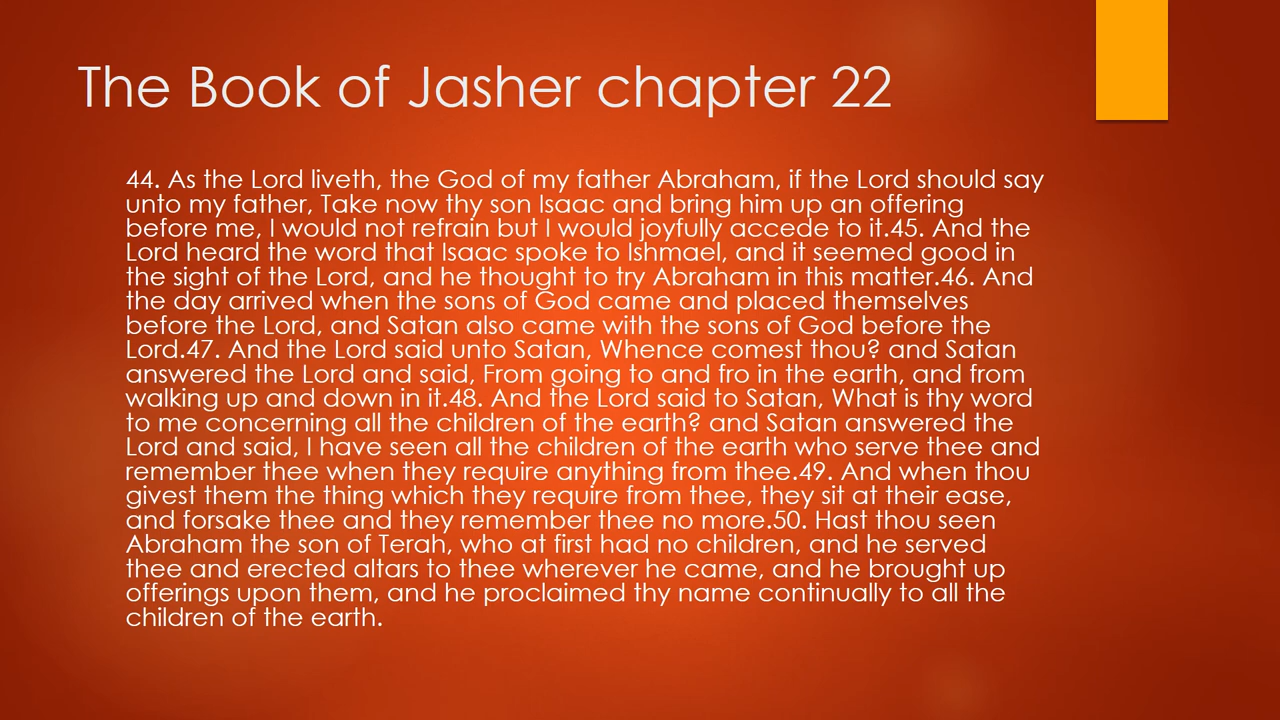 The Book of Jasher chapter 22
44. As the Lord liveth, the God of my father Abraham, if the Lord should say
unto my father, Take now thy son Isaac and bring him up an offering
before me, I would not refrain but I would joyfully accede to it.45. And the
Lord heard the word that Isaac spoke to Ishmael, and it seemed good in
the sight of the Lord, and he thought to try Abraham in this matter.46. And
the day arrived when the sons of God came and placed themselves
before the Lord, and Satan also came with the sons of God before the
Lord.47. And the Lord said unto Satan, Whence comest thou? and Satan
answered the Lord and said, From going to and fro in the earth, and from
walking up and down in it.48. And the Lord said to Satan, What is thy word
to me concerning all the children of the earth? and Satan answered the
Lord and said, I have seen all the children of the earth who serve thee and
remember thee when they require anything from thee.49. And when thou
givest them the thing which they require from thee, they sit at their ease,
and forsake thee and they remember thee no more.50. Hast thou seen
Abraham the son of Terah, who at first had no children, and he served
thee and erected altars to thee wherever he came, and he brought up
offerings upon them, and he proclaimed thy name continually to all the
children of the earth.